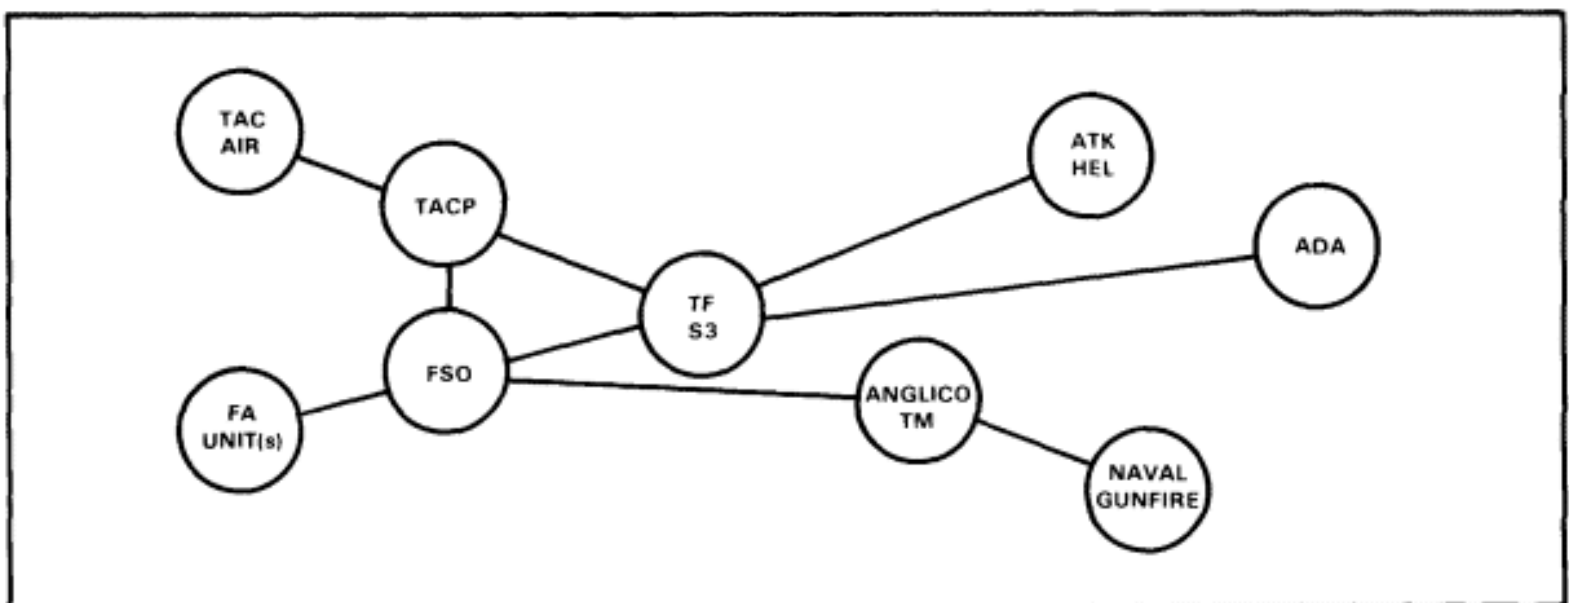 TAC
AIR
TACP
ATK
HEL
ADA
TF
S3
FSO
ANGLICO
TM
FA
UNIT(s)
NAVAL
GUNFIRE